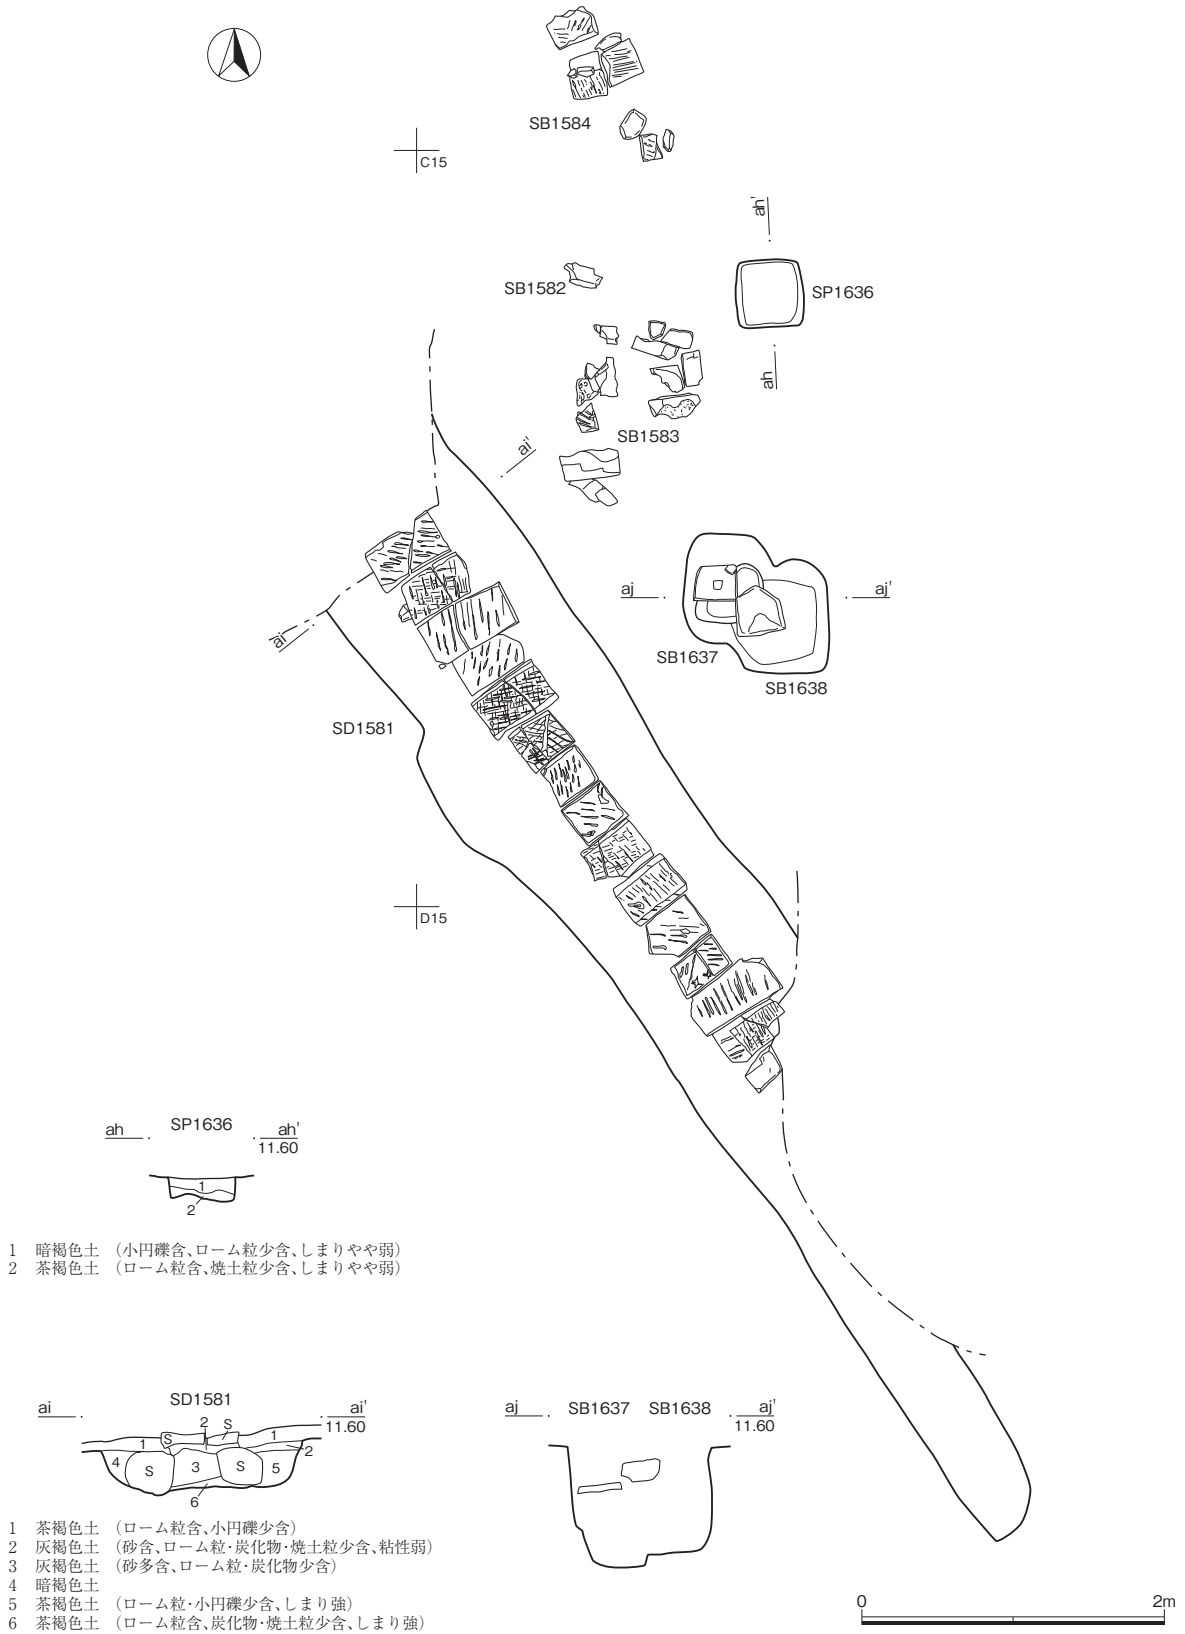 SB1584
C15
ah'
SB1582
SP1636
ah
SB1583
ai'
aj
aj'
SB1637
SB1638
ai
SD1581
D15
ah SP1636 ah'
11.60
1
2
1 暗褐色土 (小円礫含、ローム粒少含、しまりやや弱)
2 茶褐色土 (ローム粒含、焼土粒少含、しまりやや弱)
ai SD1581 ai'
11.60
2 S
1 S 1
2
4 S 3 S 5
6
aj SB1637 SB1638 aj'
11.60
1 茶褐色土 (ローム粒含、小円礫少含)
2 灰褐色土 (砂含、ローム粒・炭化物・焼土粒少含、粘性弱)
3 灰褐色土 (砂多含、ローム粒・炭化物少含)
4 暗褐色土
5 茶褐色土 (ローム粒・小円礫少含、しまり強)
6 茶褐色土 (ローム粒含、炭化物・焼土粒少含、しまり強)
0 2m